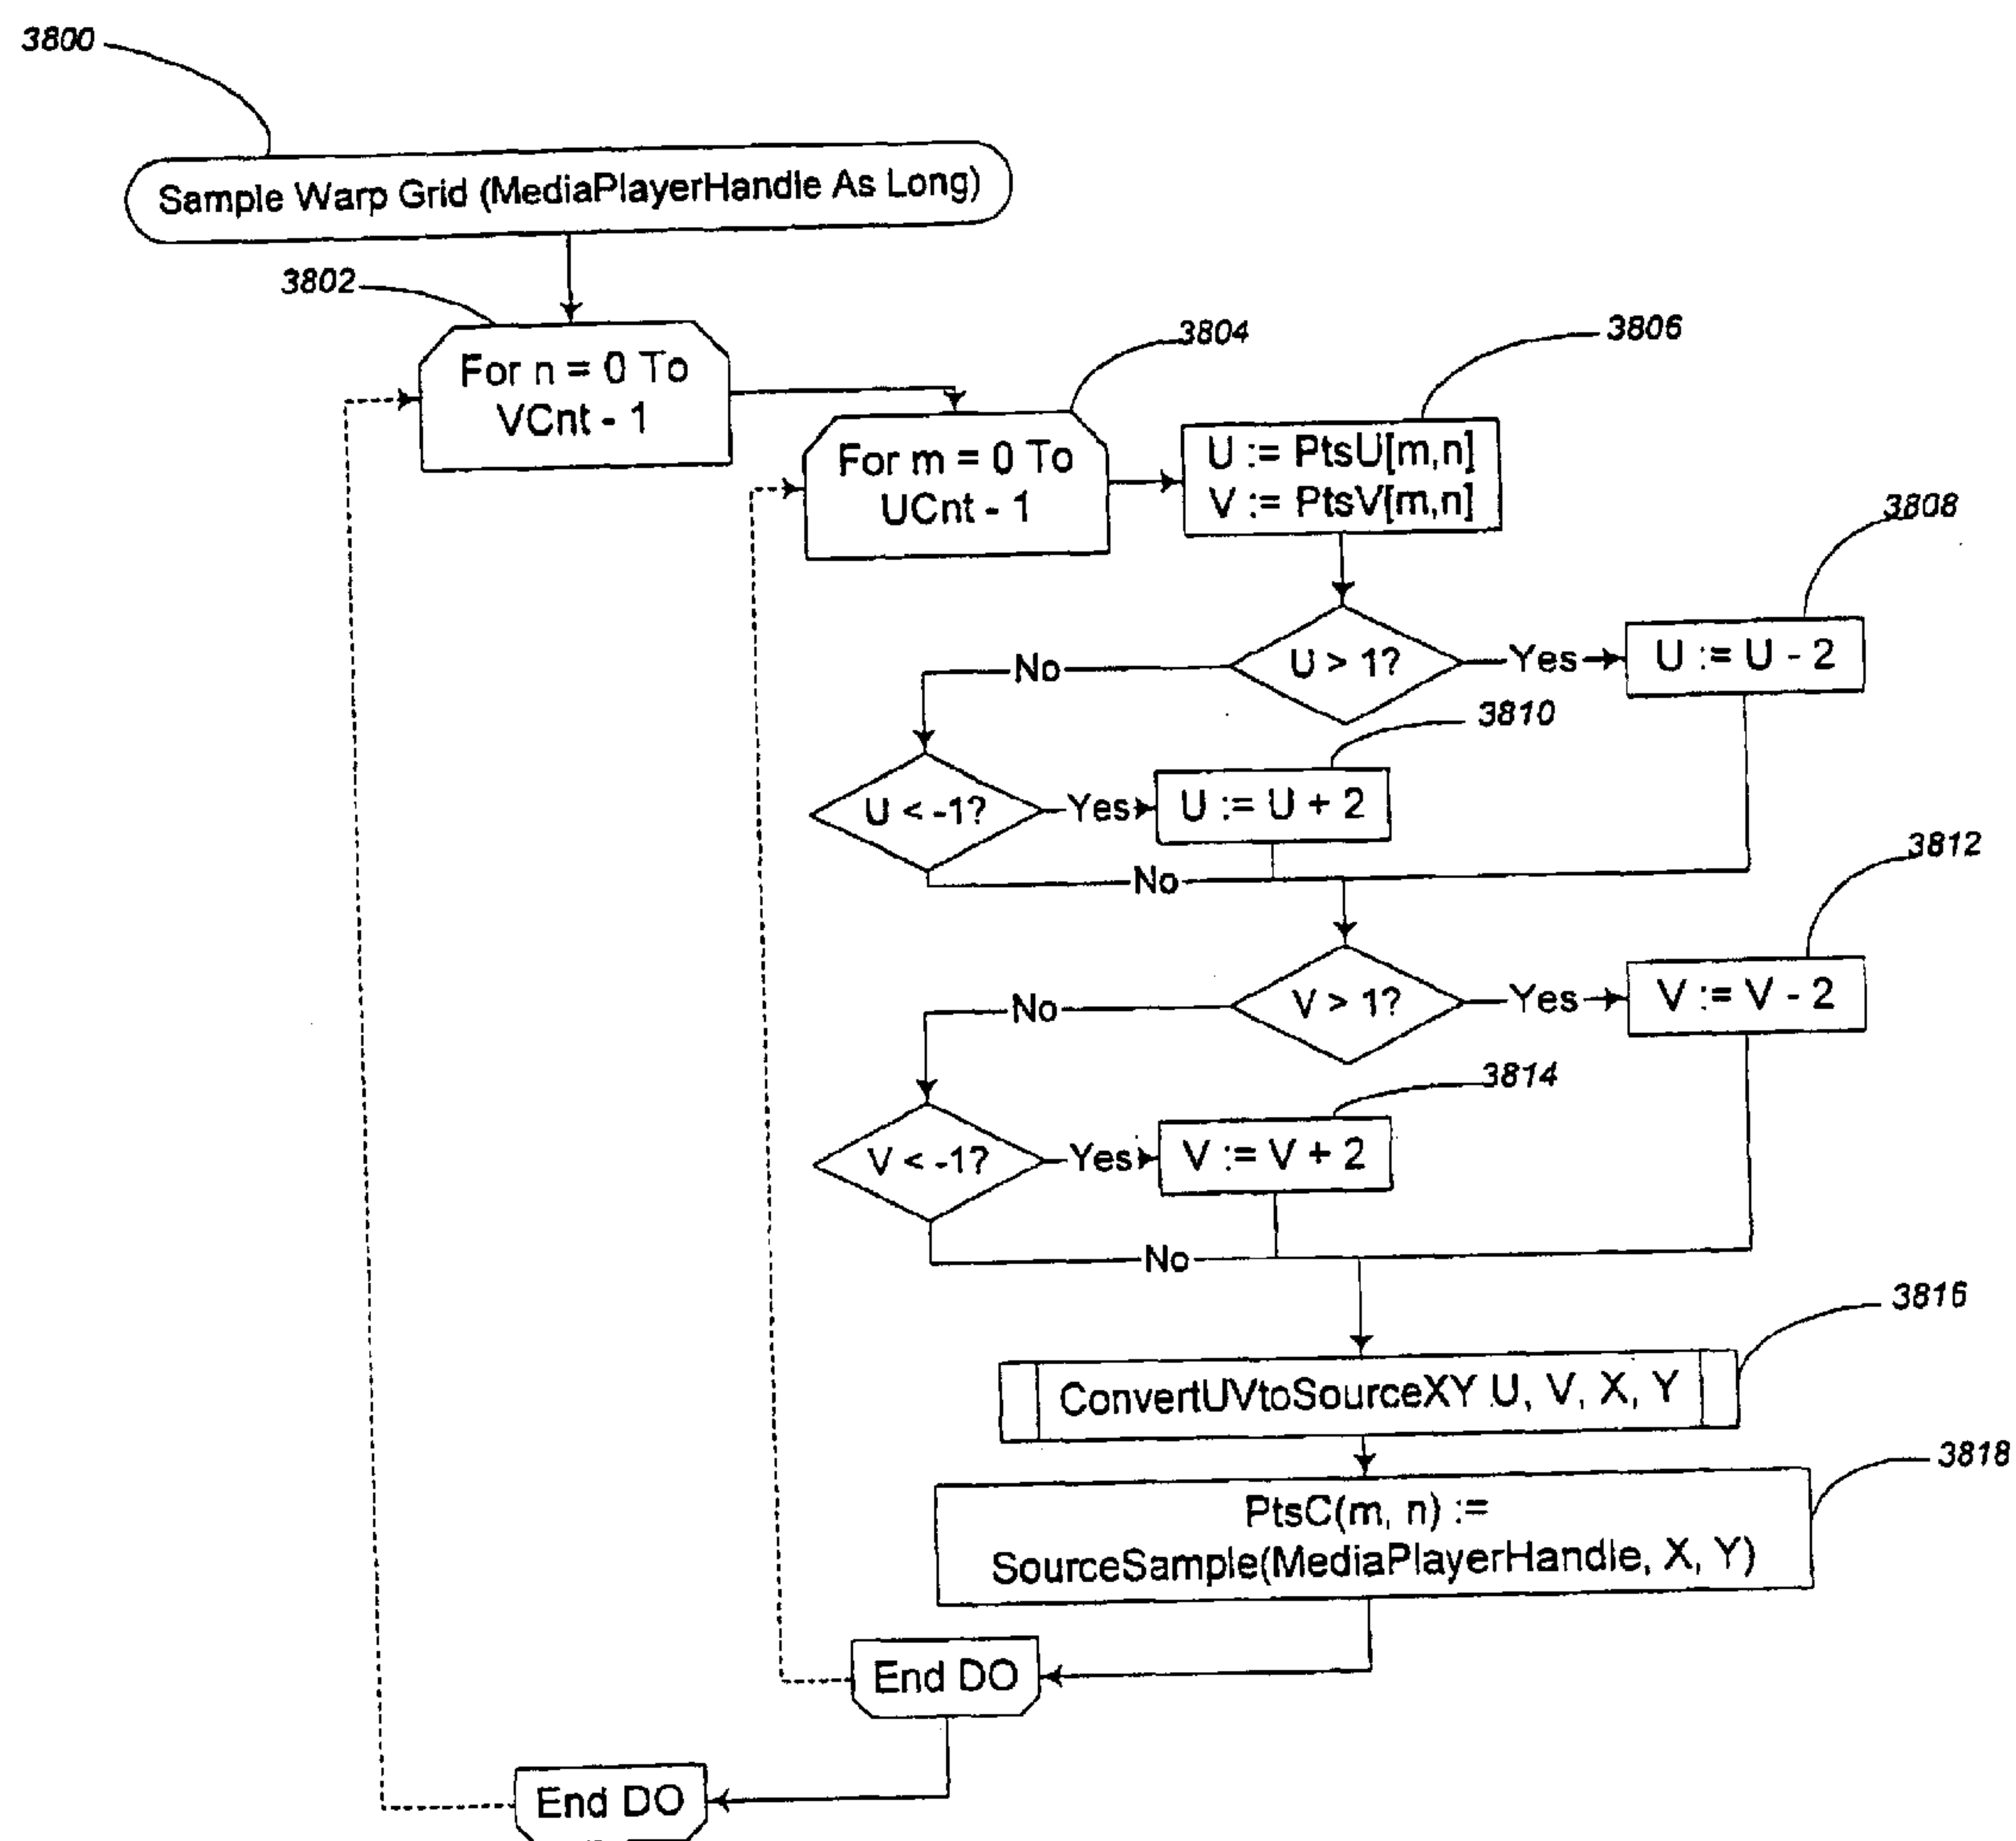 3800
Sample Warp Grid (MediaPlayerHandle As Long)
3802
For n = 0 To
VCnt - 1
3804
For m = 0 To
UCnt - 1
3806
U := PtsU[m,n]
V := PtsV[m,n]
3808
U > 1?
Yes
U := U - 2
No
3810
U < -1?
Yes
U := U + 2
No
3812
V > 1?
Yes
V := V - 2
No
3814
V < -1?
Yes
V := V + 2
No
3816
ConvertUVtoSourceXY U, V, X, Y
3818
PtsC(m, n) :=
SourceSample(MediaPlayerHandle, X, Y)
End DO
End DO